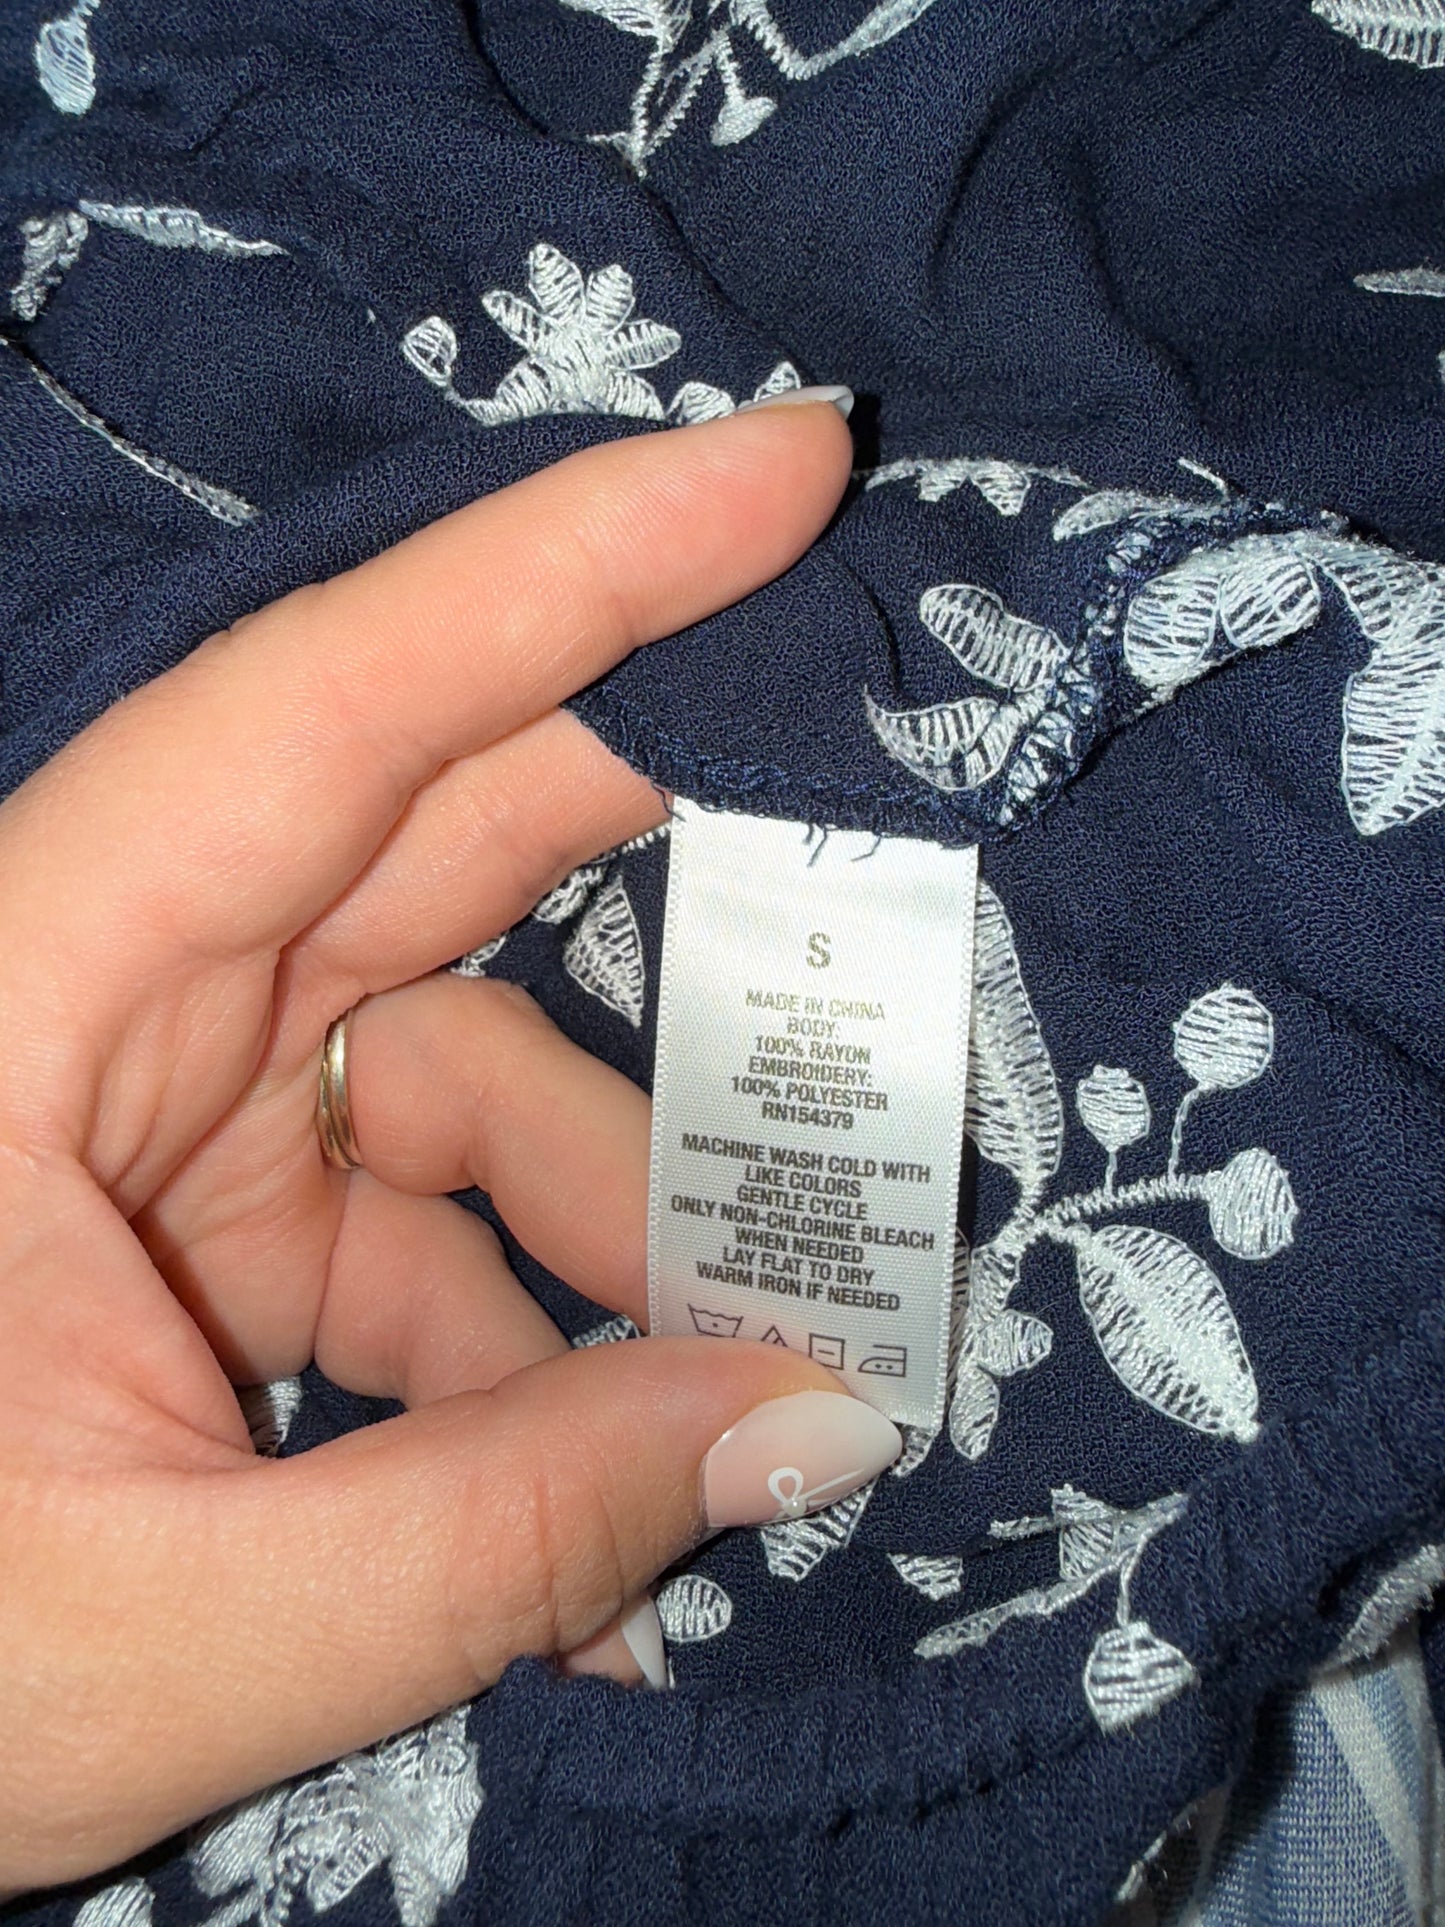 S
MADE IN CHINA
BODY:
100% RAYON
EMBROIDERY:
100% POLYESTER
RN154379
MACHINE WASH COLD WITH
LIKE COLORS
GENTLE CYCLE
ONLY NON-CHLORINE BLEACH
WHEN NEEDED
LAY FLAT TO DRY
WARM IRON IF NEEDED